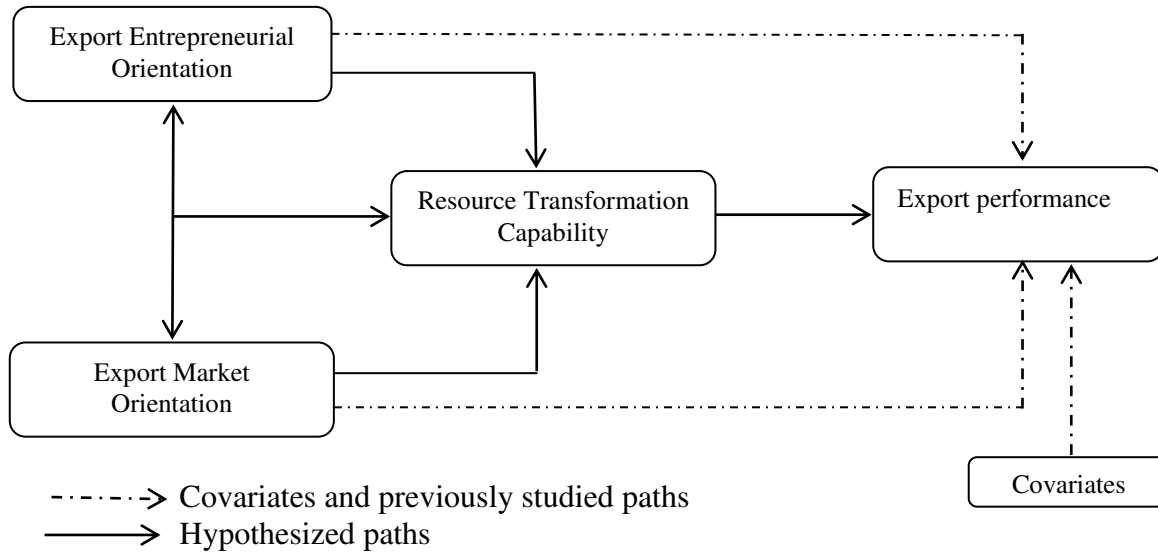 Export Entrepreneurial
Orientation
Resource Transformation
Capability
Export performance
Export Market
Orientation
Covariates
Covariates and previously studied paths
Hypothesized paths